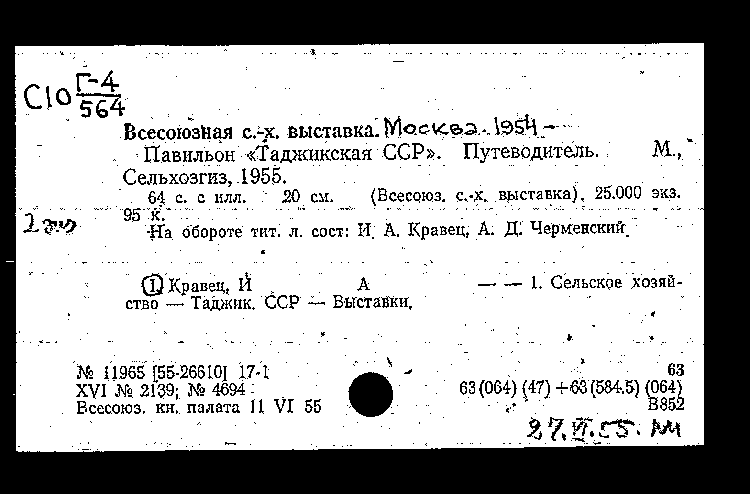 С10 Г-4
564
Всесоюзная с.-х. выставка. Москва. 1954 —
Павильон «Таджикская ССР». Путеводитель. М.,
Сельхозгиз, 1955.
64 с. с илл. 20 см. (Всесоюз. с.-х. выставка). 25.000 экз.
95 к.
2 экз
На обороте тит. л. сост: И. А. Кравец, А. Д. Черменский.
1 Кравец, И А — — 1. Сельское хозяй-
ство — Таджик. ССР — Выставки.
№ 11965 [55-26610] 17-1 63
XVI № 2139; № 4694 63(064)(47)+63(584.5)(064)
Всесоюз. кн. палата 11 VI 55 В852
27.VI.55.